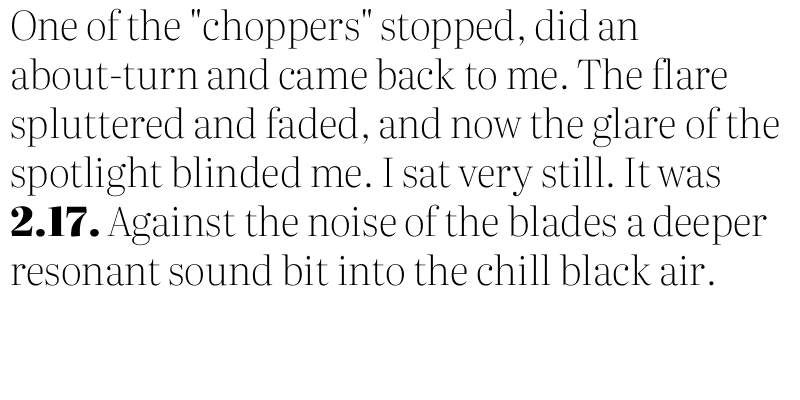 One of the "choppers" stopped, did an
about-turn and came back to me. The flare
spluttered and faded, and now the glare of the
spotlight blinded me. I sat very still. It was
2.17. Against the noise of the blades a deeper
resonant sound bit into the chill black air.